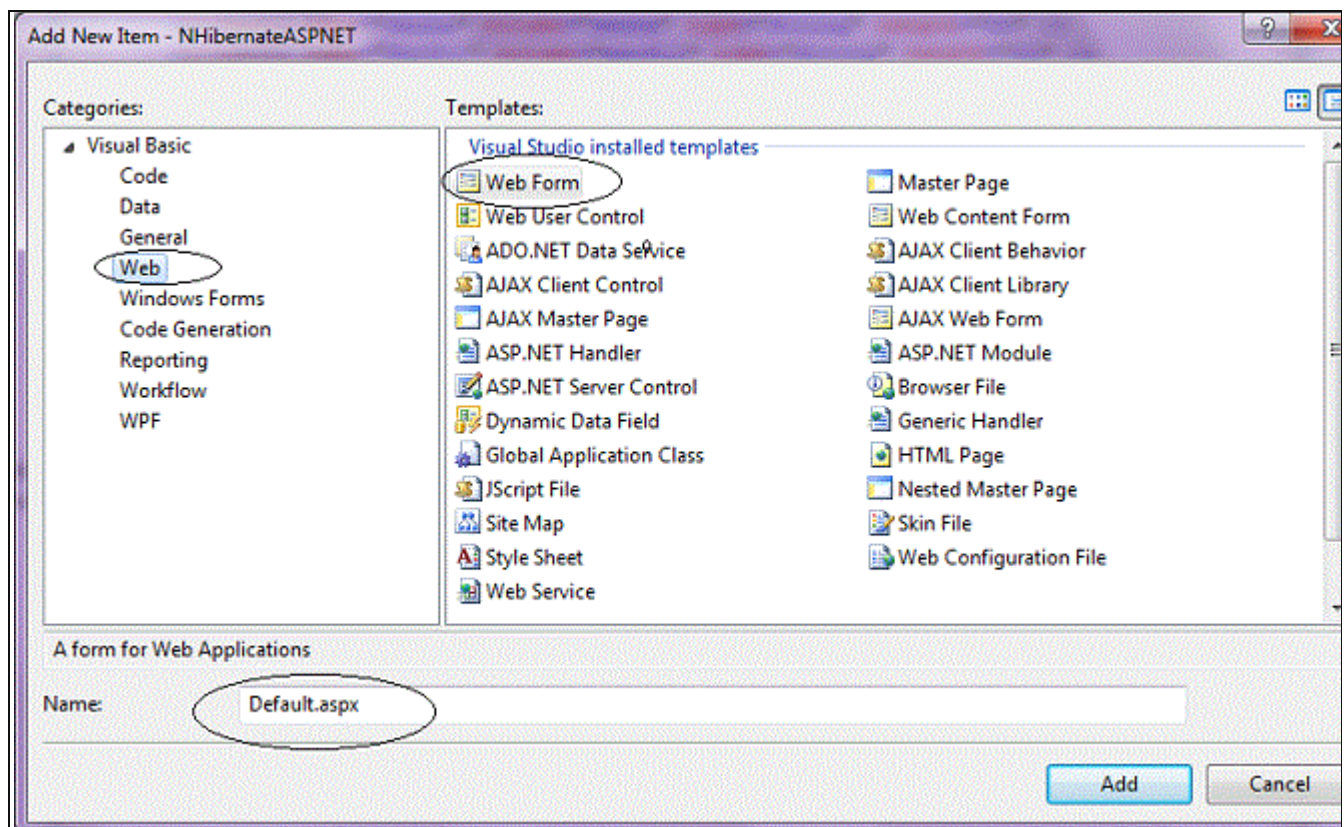 Add New Item - NHibernateASPNET
Categories:
Templates:
Visual Basic
Code
Data
General
Web
Windows Forms
Code Generation
Reporting
Workflow
WPF
Visual Studio installed templates
Web Form
Master Page
Web User Control
Web Content Form
ADO.NET Data Service
AJAX Client Behavior
AJAX Client Control
AJAX Client Library
AJAX Master Page
AJAX Web Form
ASP.NET Handler
ASP.NET Module
ASP.NET Server Control
Browser File
Dynamic Data Field
Generic Handler
Global Application Class
HTML Page
JScript File
Nested Master Page
Site Map
Skin File
Style Sheet
Web Configuration File
Web Service
A form for Web Applications
Name:
Default.aspx
Add
Cancel